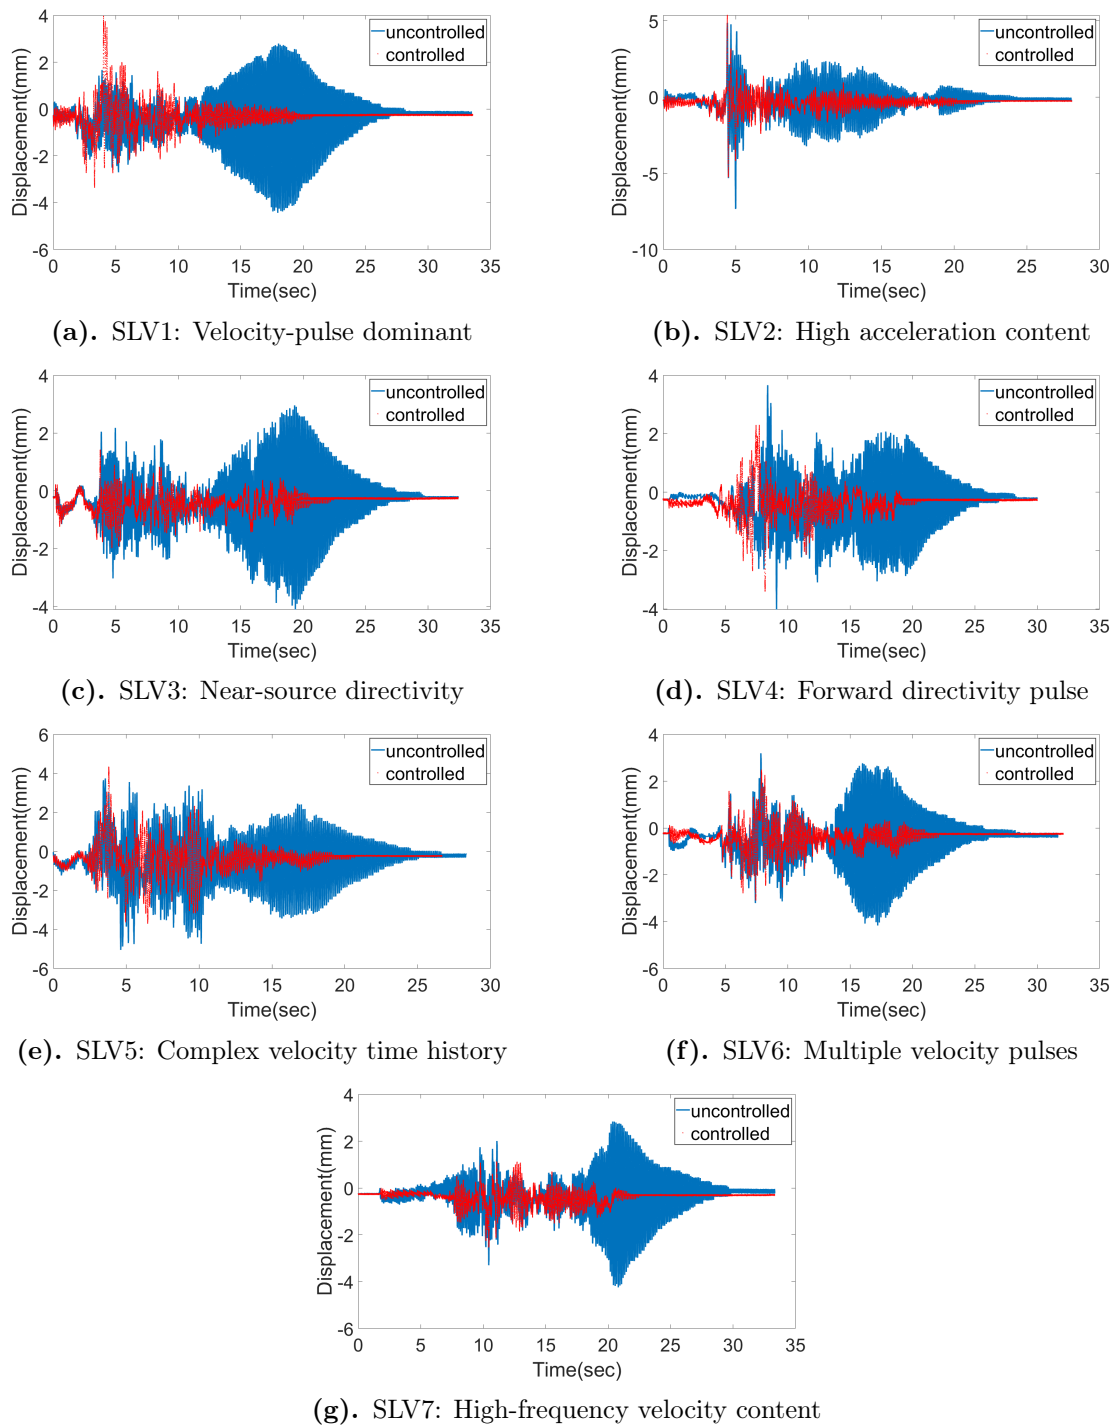 4
2
0
-2
-4
-6
Displacement(mm)
uncontrolled
controlled
0 5 10 15 20 25 30 35
Time(sec)
(a). SLV1: Velocity-pulse dominant
5
0
-5
-10
Displacement(mm)
uncontrolled
controlled
0 5 10 15 20 25 30
Time(sec)
(b). SLV2: High acceleration content
4
2
0
-2
-4
Displacement(mm)
uncontrolled
controlled
0 5 10 15 20 25 30 35
Time(sec)
(c). SLV3: Near-source directivity
4
2
0
-2
-4
Displacement(mm)
uncontrolled
controlled
0 5 10 15 20 25 30 35
Time(sec)
(d). SLV4: Forward directivity pulse
6
4
2
0
-2
-4
-6
Displacement(mm)
uncontrolled
controlled
0 5 10 15 20 25 30
Time(sec)
(e). SLV5: Complex velocity time history
4
2
0
-2
-4
-6
Displacement(mm)
uncontrolled
controlled
0 5 10 15 20 25 30 35
Time(sec)
(f). SLV6: Multiple velocity pulses
4
2
0
-2
-4
-6
Displacement(mm)
uncontrolled
controlled
0 5 10 15 20 25 30 35
Time(sec)
(g). SLV7: High-frequency velocity content